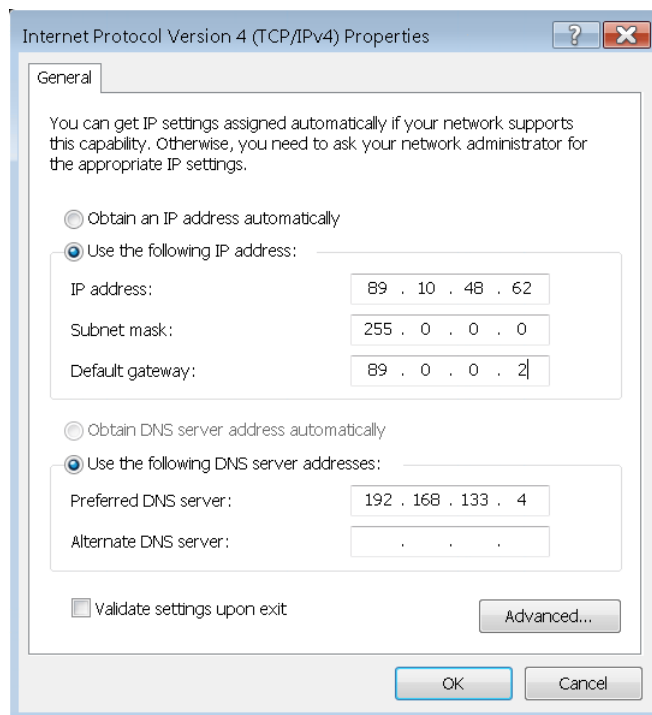 Internet Protocol Version 4 (TCP/IPv4) Properties
General
You can get IP settings assigned automatically if your network supports
this capability. Otherwise, you need to ask your network administrator for
the appropriate IP settings.
Obtain an IP address automatically
Use the following IP address:
IP address: 89 . 10 . 48 . 62
Subnet mask: 255 . 0 . 0 . 0
Default gateway: 89 . 0 . 0 . 2
Obtain DNS server address automatically
Use the following DNS server addresses:
Preferred DNS server: 192 . 168 . 133 . 4
Alternate DNS server: . . .
Validate settings upon exit
Advanced...
OK Cancel